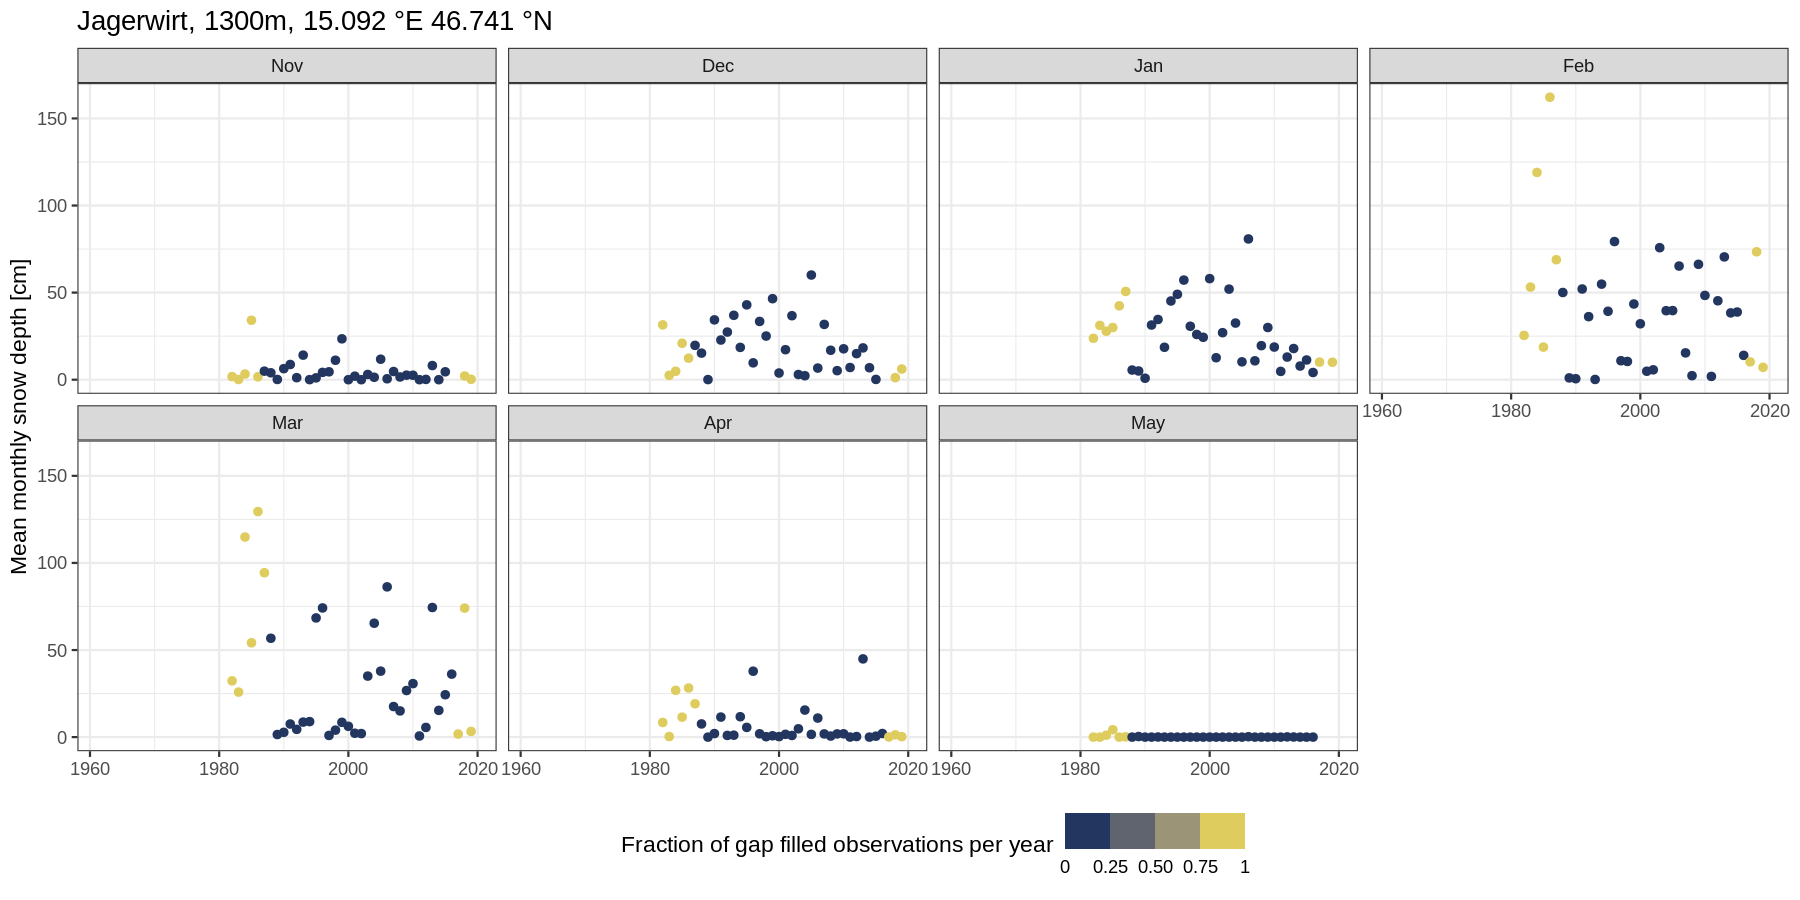 Jagerwirt, 1300m, 15.092 °E 46.741 °N
Nov Dec Jan Feb
150
100
50
0
1960 1980 2000 2020
Mar Apr May
150
100
50
0
1960 1980 2000 2020 1960 1980 2000 2020 1960 1980 2000 2020
Mean monthly snow depth [cm]
Fraction of gap filled observations per year
0 0.25 0.50 0.75 1